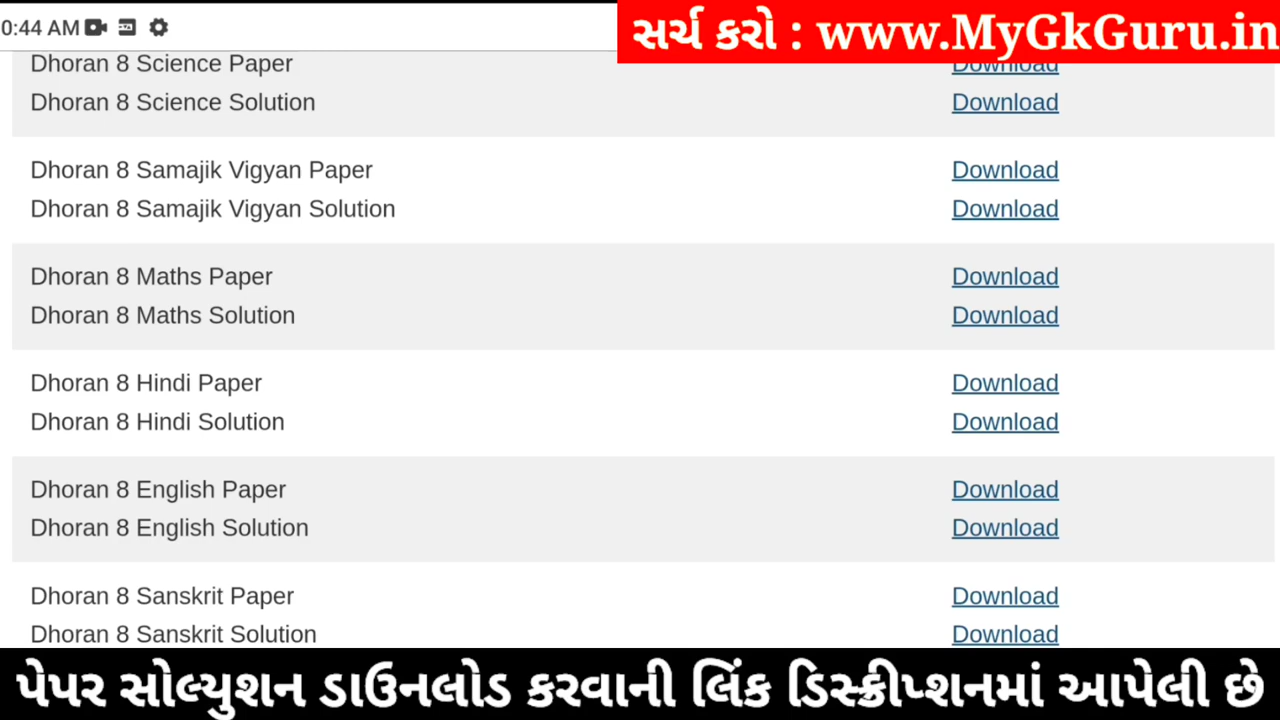 0:44 AM
સર્ચ કરો : www.MyGkGuru.in
Dhoran 8 Science Paper Download
Dhoran 8 Science Solution Download
Dhoran 8 Samajik Vigyan Paper Download
Dhoran 8 Samajik Vigyan Solution Download
Dhoran 8 Maths Paper Download
Dhoran 8 Maths Solution Download
Dhoran 8 Hindi Paper Download
Dhoran 8 Hindi Solution Download
Dhoran 8 English Paper Download
Dhoran 8 English Solution Download
Dhoran 8 Sanskrit Paper Download
Dhoran 8 Sanskrit Solution Download
પેપર સોલ્યુશન ડાઉનલોડ કરવાની લિંક ડિસ્ક્રીપ્શનમાં આપેલી છે